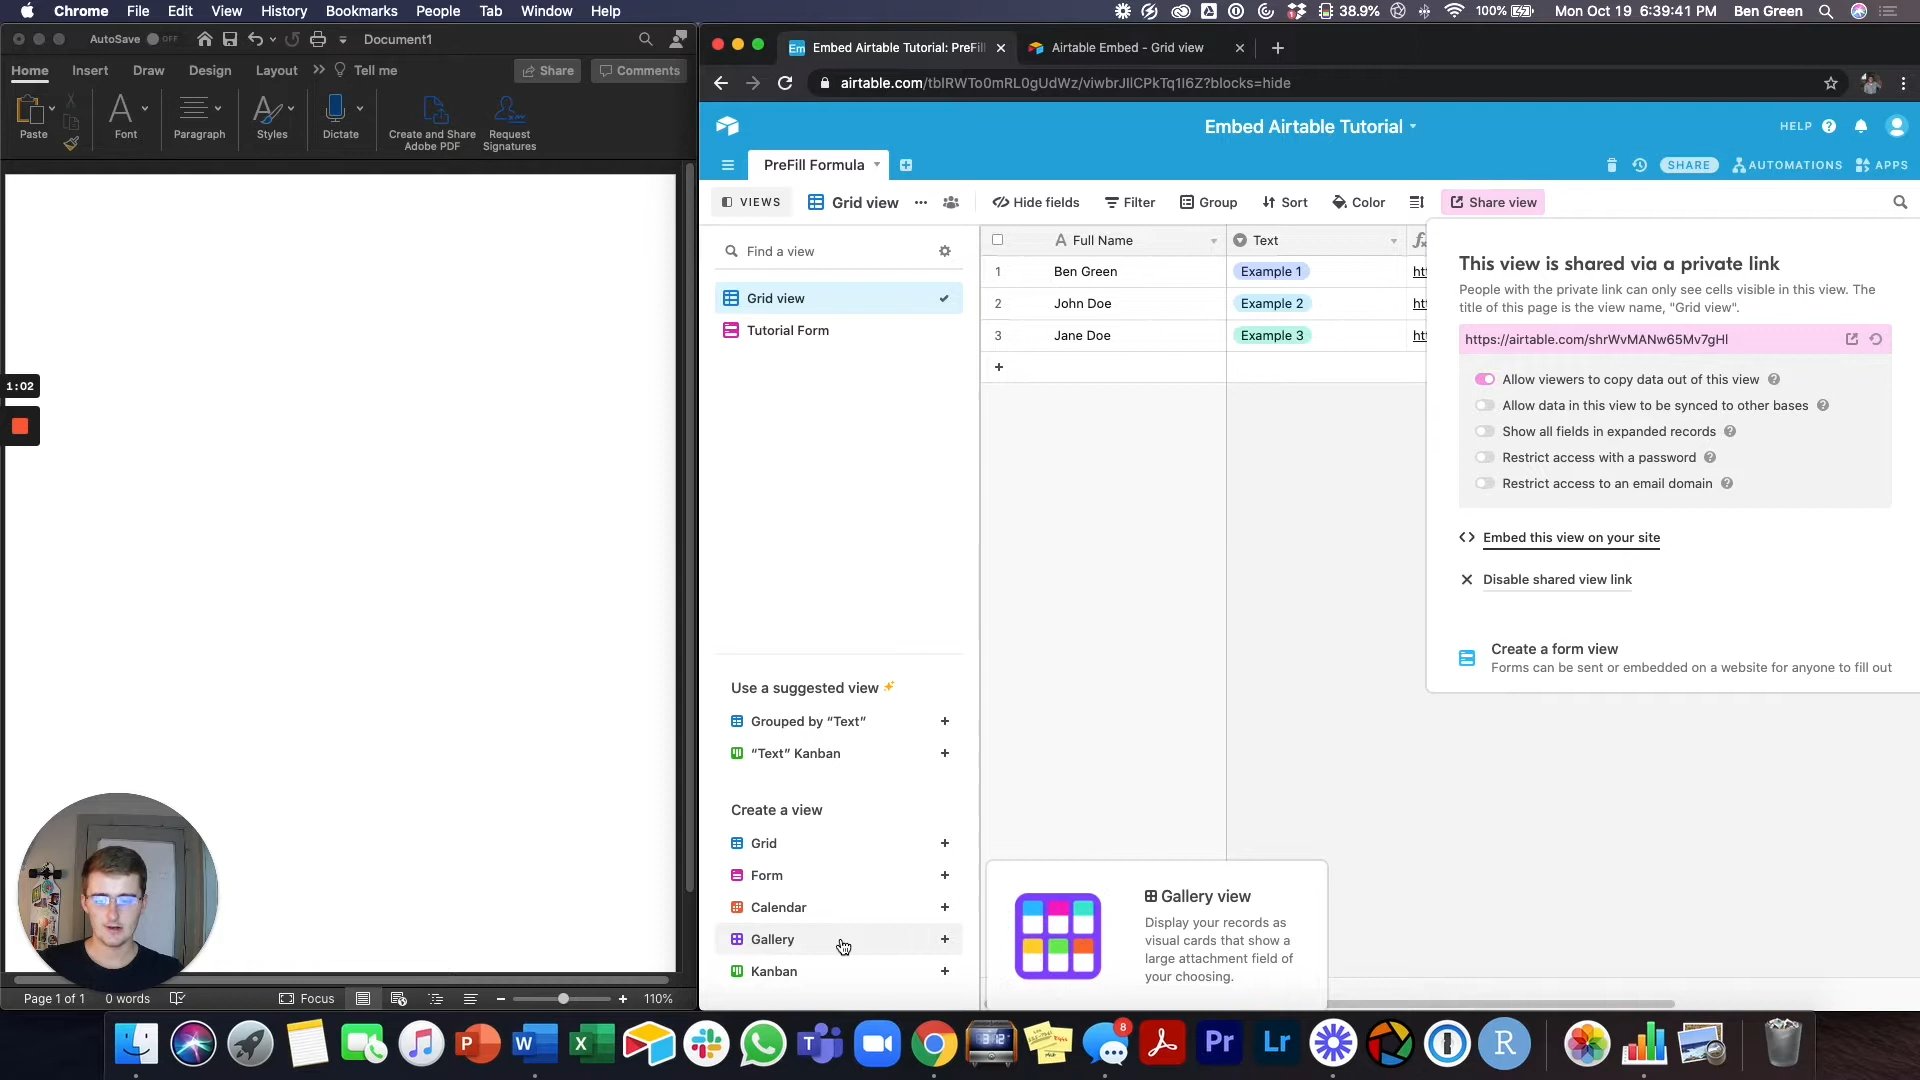 Chrome File Edit View History Bookmarks People Tab Window Help
38.9% 100% Mon Oct 19 6:39:41 PM Ben Green
AutoSave OFF Document1
Home Insert Draw Design Layout Tell me Share Comments
Paste Font Paragraph Styles Dictate Create and Share Adobe PDF Request Signatures
Embed Airtable Tutorial: PreFil
Airtable Embed - Grid view
airtable.com/tblRWTo0mRL0gUdWz/viwbrJIlCPkTq1I6Z?blocks=hide
Embed Airtable Tutorial
HELP
PreFill Formula
SHARE AUTOMATIONS APPS
VIEWS Grid view Hide fields Filter Group Sort Color Share view
Find a view
Grid view
Tutorial Form
Full Name Text
1 Ben Green Example 1 htt
2 John Doe Example 2 htt
3 Jane Doe Example 3 htt
This view is shared via a private link
People with the private link can only see cells visible in this view. The
title of this page is the view name, "Grid view".
https://airtable.com/shrWvMANw65Mv7gHl
Allow viewers to copy data out of this view
Allow data in this view to be synced to other bases
Show all fields in expanded records
Restrict access with a password
Restrict access to an email domain
Embed this view on your site
Disable shared view link
Create a form view
Forms can be sent or embedded on a website for anyone to fill out
1:02
Use a suggested view
Grouped by “Text”
“Text” Kanban
Create a view
Grid
Form
Calendar
Gallery
Kanban
Gallery view
Display your records as
visual cards that show a
large attachment field of
your choosing.
Page 1 of 1 0 words Focus 110%
8